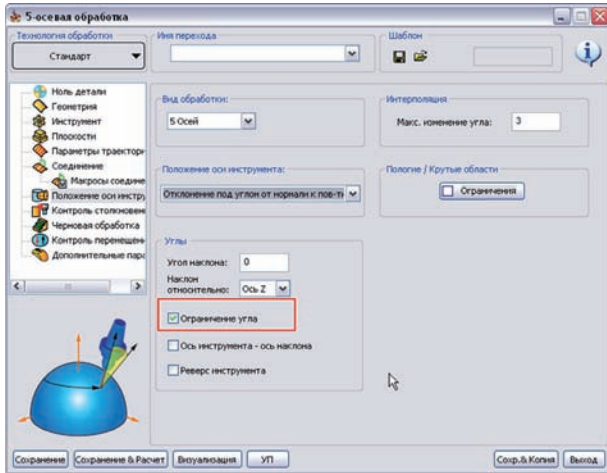 5-осевая обработка
Технология обработки
Имя перехода
Шаблон
Стандарт
Ноль детали
Геометрия
Инструмент
Плоскости
Параметры траектори
Соединение
Макросы соедине
Положение оси инстру
Контроль столкновен
Черновая обработка
Контроль перемещен
Дополнительные пара
Вид обработки:
5 Осей
Интерполяция
Макс. изменение угла:
3
Положение оси инструмента:
Отклонение под углом от нормали к пов-ти
Пологие / Крутые области
Ограничения
Углы
Угол наклона:
0
Наклон
относительно:
Ось Z
Ограничение угла
Ось инструмента - ось наклона
Реверс инструмента
Сохранение
Сохранение & Расчет
Визуализация
УП
Сохр.& Копия
Выход